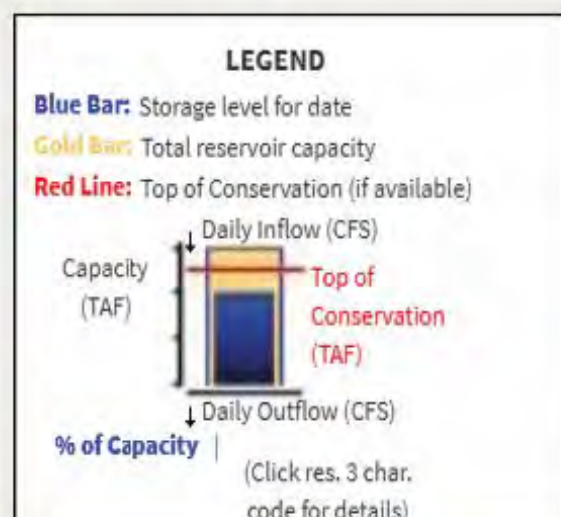 LEGEND
Blue Bar: Storage level for date
Gold Bar: Total reservoir capacity
Red Line: Top of Conservation (if available)
↓ Daily Inflow (CFS)
Capacity
(TAF)
Top of
Conservation
(TAF)
↓ Daily Outflow (CFS)
% of Capacity |
(Click res. 3 char.
code for details)